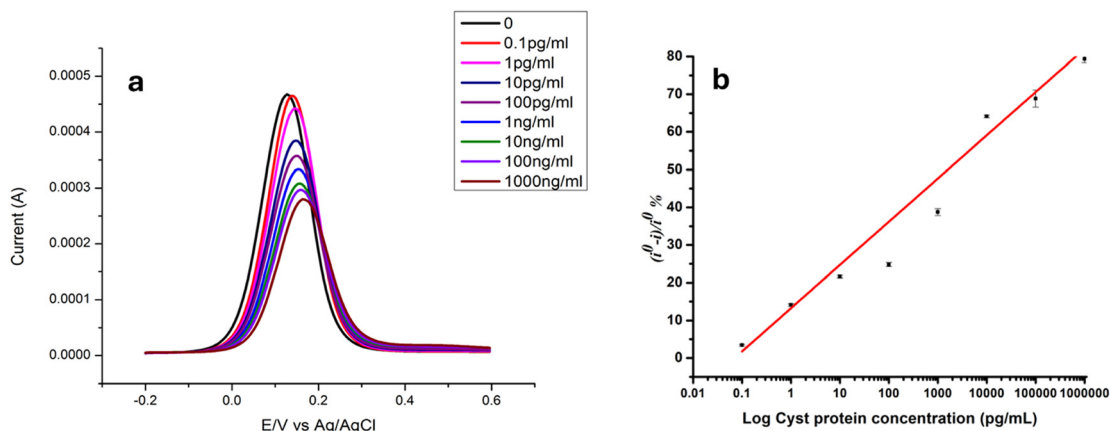 a
0
0.1pg/ml
1pg/ml
10pg/ml
100pg/ml
1ng/ml
10ng/ml
100ng/ml
1000ng/ml
Current (A)
0.0005
0.0004
0.0003
0.0002
0.0001
0.0000
-0.2 0.0 0.2 0.4 0.6
E/V vs Ag/AgCl
b
(i⁰-i)/i⁰ %
80
70
60
50
40
30
20
10
0
0.01 0.1 1 10 100 1000 10000 100000 1000000
Log Cyst protein concentration (pg/mL)